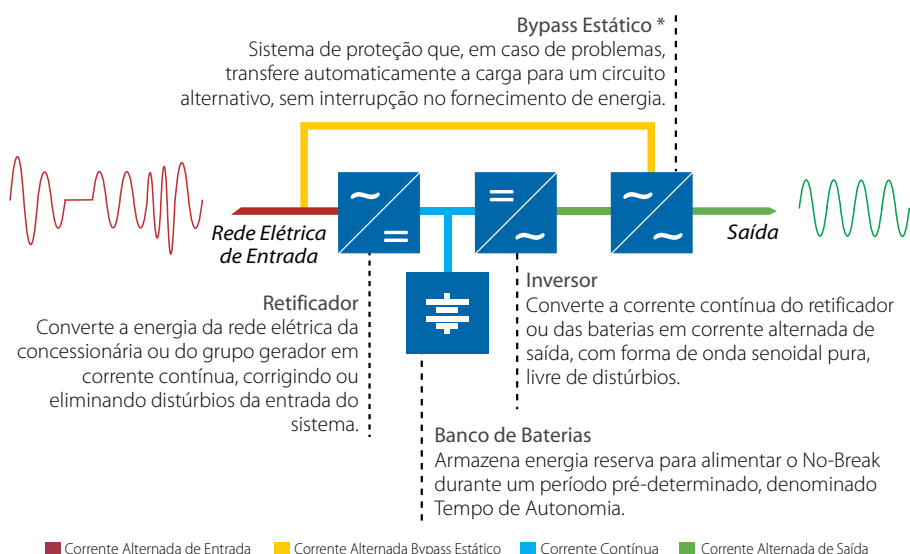 Bypass Estático *
Sistema de proteção que, em caso de problemas,
transfere automaticamente a carga para um circuito
alternativo, sem interrupção no fornecimento de energia.
Rede Elétrica
de Entrada
Saída
Retificador
Converte a energia da rede elétrica da
concessionária ou do grupo gerador em
corrente contínua, corrigindo ou
eliminando distúrbios da entrada do
sistema.
Inversor
Converte a corrente contínua do retificador
ou das baterias em corrente alternada de
saída, com forma de onda senoidal pura,
livre de distúrbios.
Banco de Baterias
Armazena energia reserva para alimentar o No-Break
durante um período pré-determinado, denominado
Tempo de Autonomia.
Corrente Alternada de Entrada
Corrente Alternada Bypass Estático
Corrente Contínua
Corrente Alternada de Saída